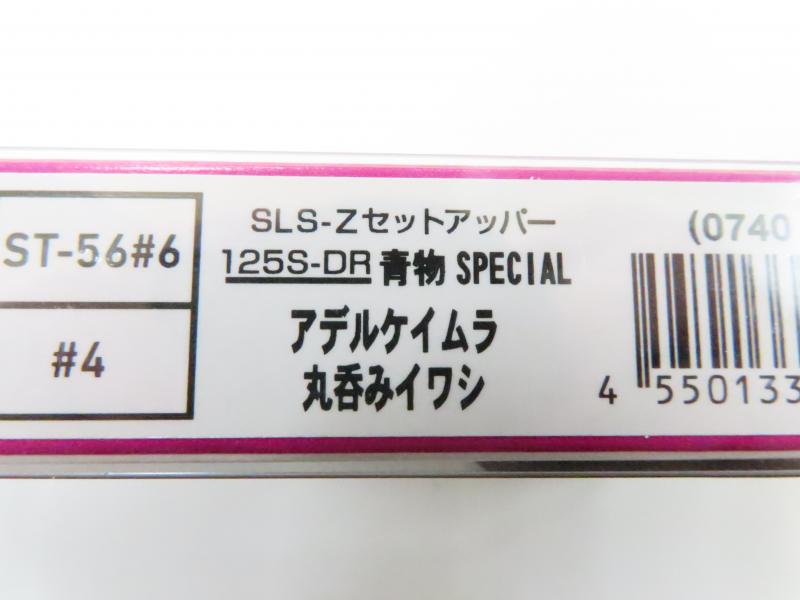 ST-56#6
#4
SLS-Zセットアッパー
125S-DR 青物 SPECIAL
アデルケイムラ
丸呑みイワシ
(0740
4 550133